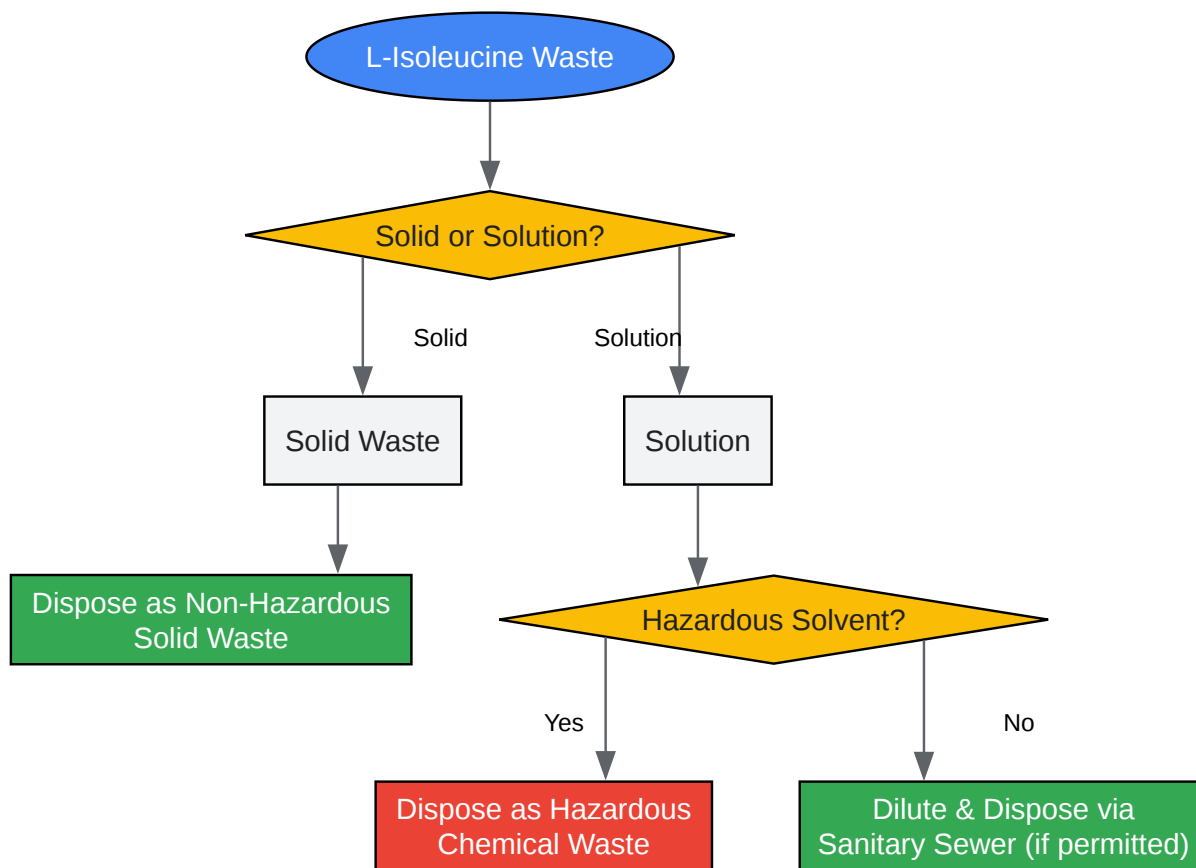 L-Isoleucine Waste
Solid or Solution?
Solid
Solution
Solid Waste
Solution
Dispose as Non-Hazardous
Solid Waste
Hazardous Solvent?
Yes
No
Dispose as Hazardous
Chemical Waste
Dilute & Dispose via
Sanitary Sewer (if permitted)